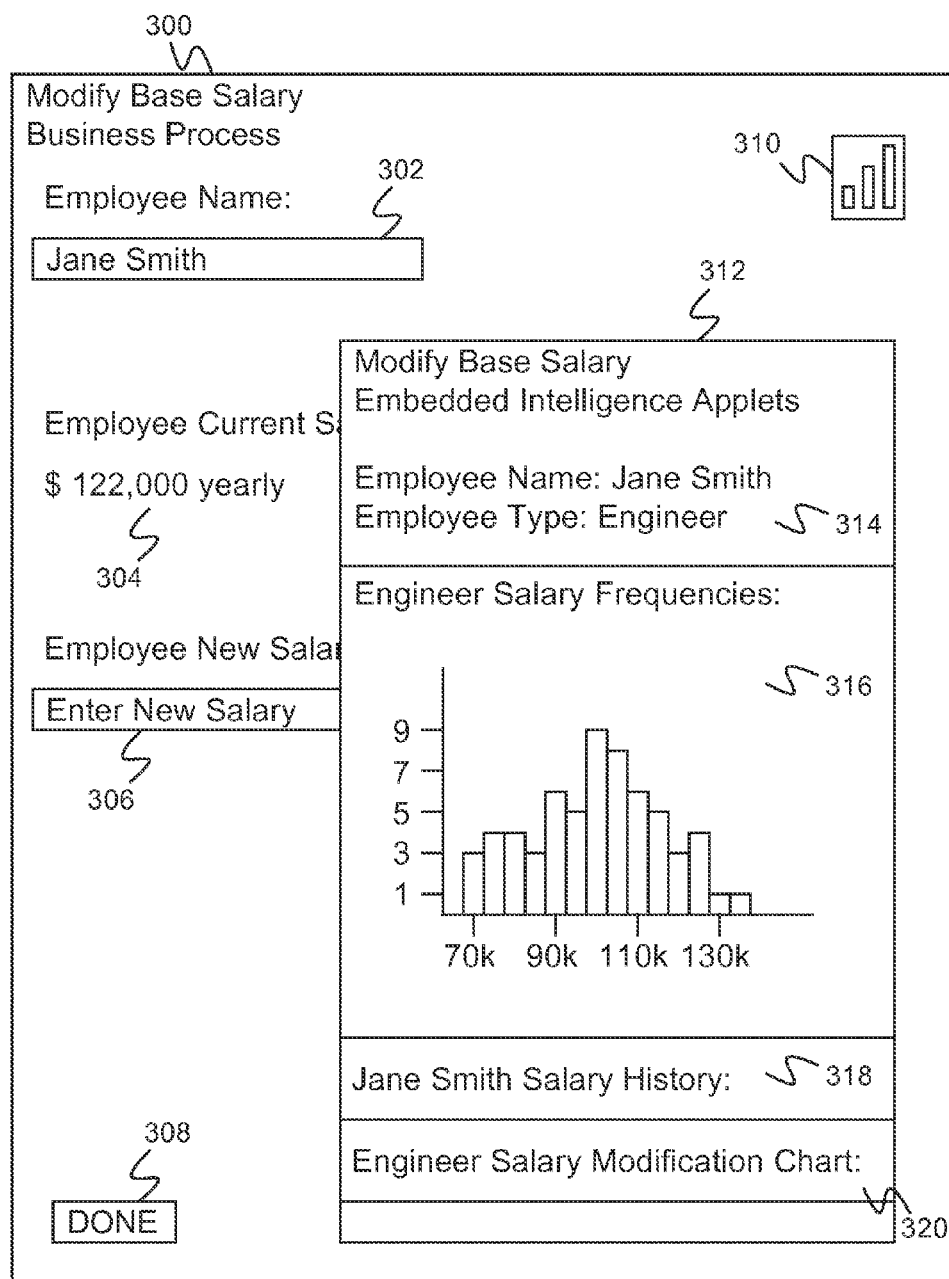 300
Modify Base Salary
Business Process
310
302
Employee Name:
Jane Smith
312
Modify Base Salary
Embedded Intelligence Applets
Employee Current Sa
$ 122,000 yearly
304
Employee Name: Jane Smith
Employee Type: Engineer
314
Engineer Salary Frequencies:
Employee New Salar
Enter New Salary
306
316
9
7
5
3
1
70k 90k 110k 130k
Jane Smith Salary History:
318
Engineer Salary Modification Chart:
320
308
DONE